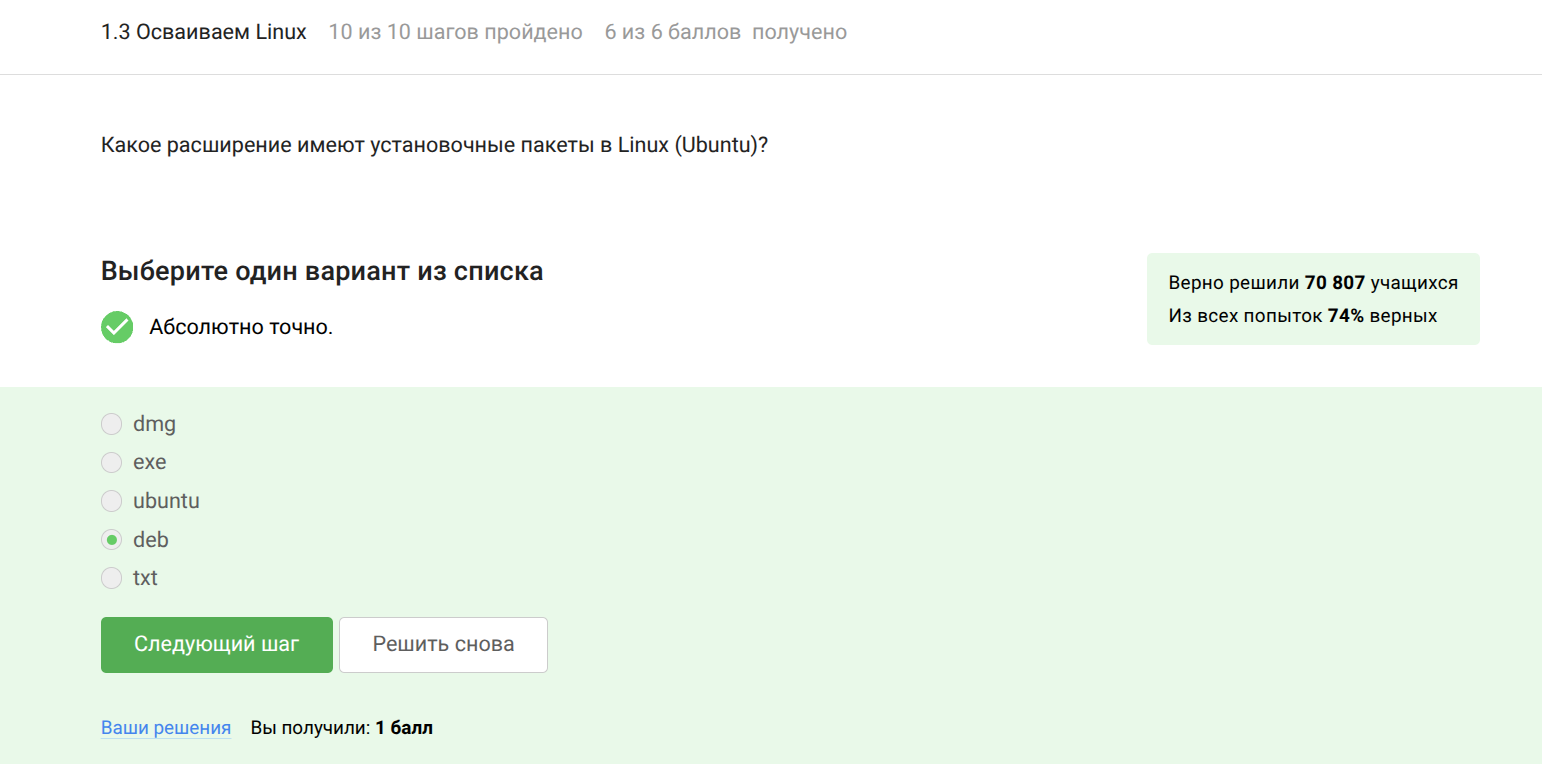 1.3 Осваиваем Linux 10 из 10 шагов пройдено 6 из 6 баллов получено
Какое расширение имеют установочные пакеты в Linux (Ubuntu)?
Выберите один вариант из списка
Абсолютно точно.
Верно решили 70 807 учащихся
Из всех попыток 74% верных
dmg
exe
ubuntu
deb
txt
Следующий шаг Решить снова
Ваши решения Вы получили: 1 балл